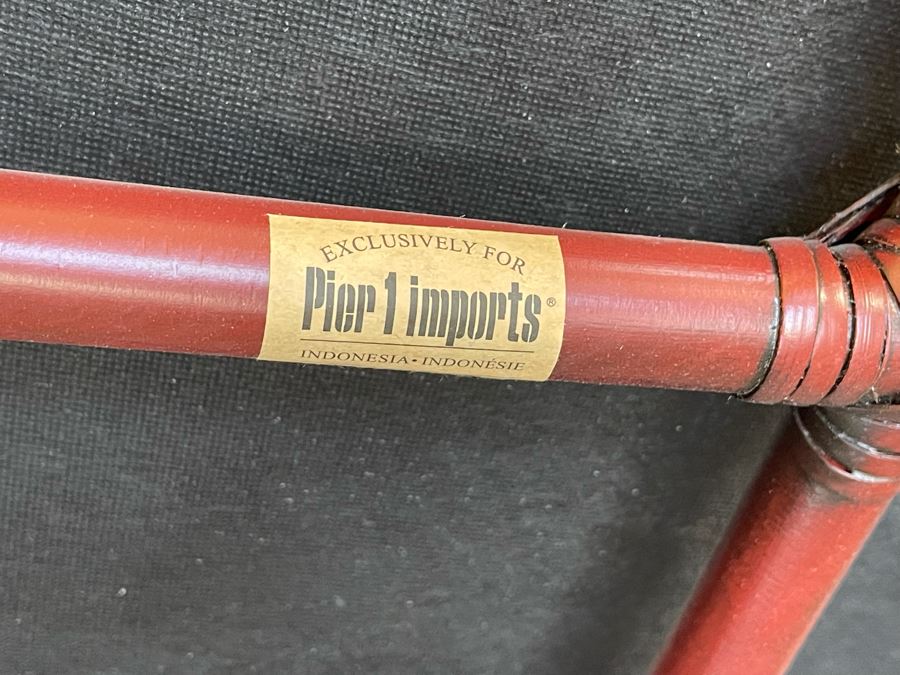 EXCLUSIVELY FOR
Pier 1 imports®
INDONESIA • INDONÉSIE